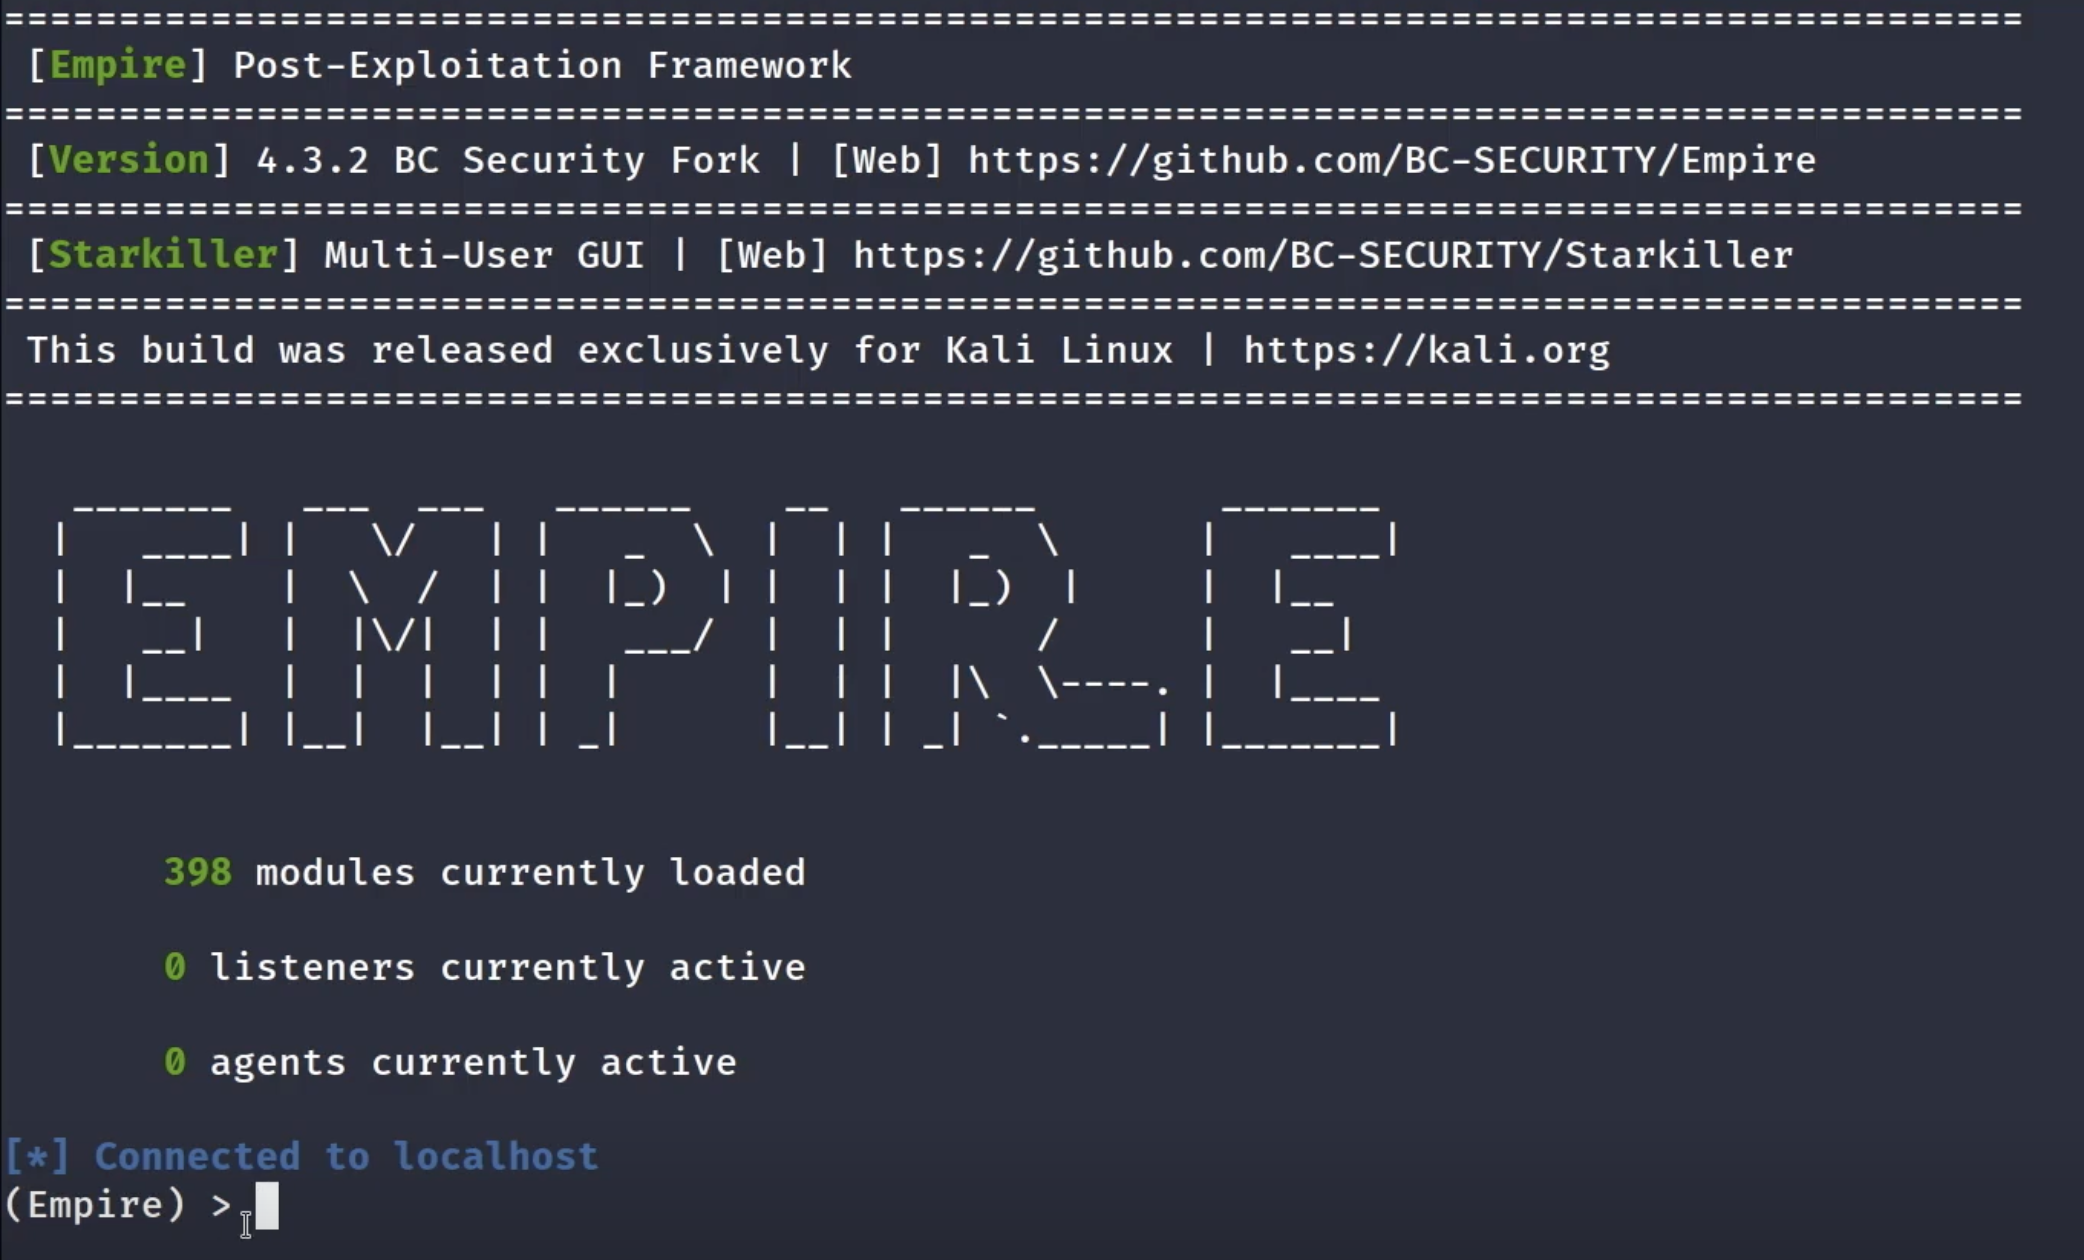 ========================================================================================
[Empire] Post-Exploitation Framework
========================================================================================
[Version] 4.3.2 BC Security Fork | [Web] https://github.com/BC-SECURITY/Empire
========================================================================================
[Starkiller] Multi-User GUI | [Web] https://github.com/BC-SECURITY/Starkiller
========================================================================================
This build was released exclusively for Kali Linux | https://kali.org
========================================================================================
EMPIRE
398 modules currently loaded
0 listeners currently active
0 agents currently active
[*] Connected to localhost
(Empire) >